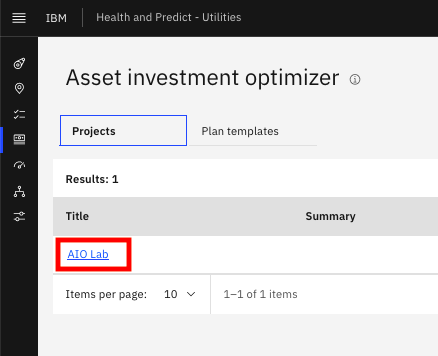 IBM Health and Predict - Utilities
Asset investment optimizer
Projects Plan templates
Results: 1
Title Summary
AIO Lab
Items per page: 10 1–1 of 1 items